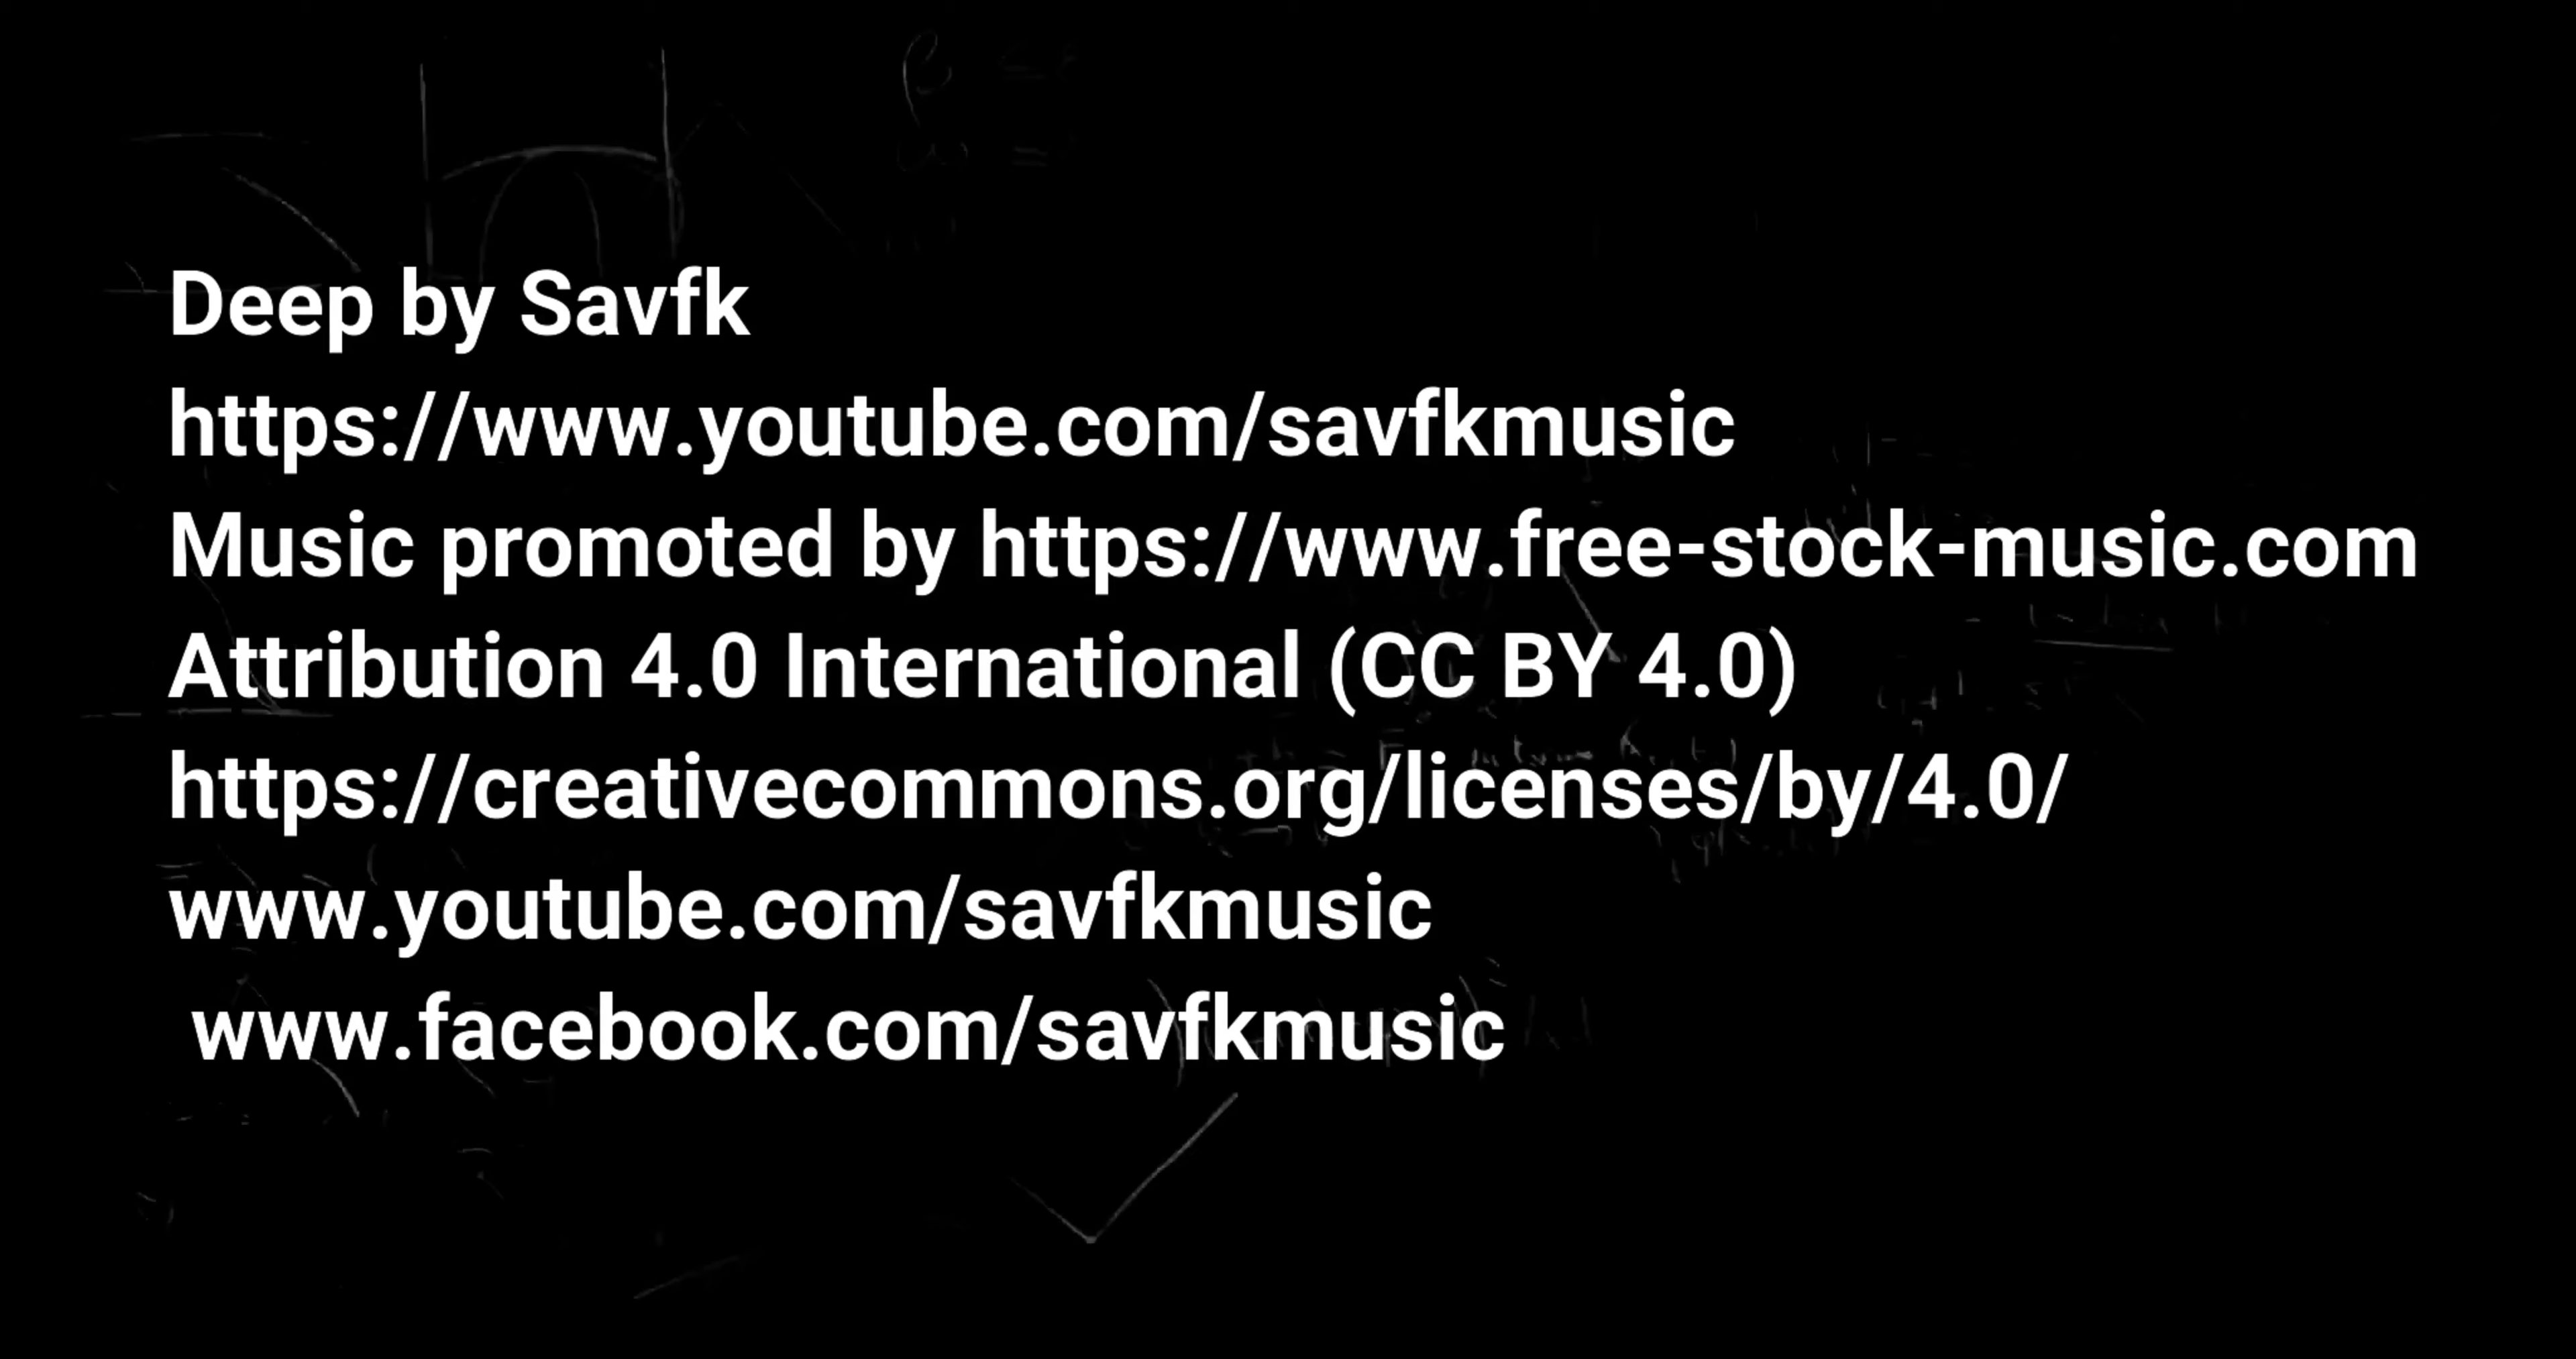 Deep by Savfk
https://www.youtube.com/savfkmusic
Music promoted by https://www.free-stock-music.com
Attribution 4.0 International (CC BY 4.0)
https://creativecommons.org/licenses/by/4.0/
www.youtube.com/savfkmusic
www.facebook.com/savfkmusic